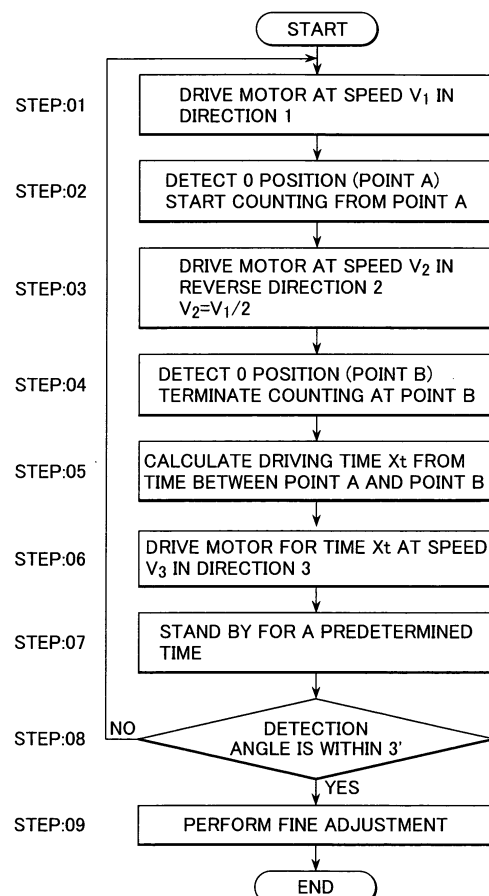 START
STEP:01
DRIVE MOTOR AT SPEED V₁ IN
DIRECTION 1
STEP:02
DETECT 0 POSITION (POINT A)
START COUNTING FROM POINT A
STEP:03
DRIVE MOTOR AT SPEED V₂ IN
REVERSE DIRECTION 2
V₂=V₁/2
STEP:04
DETECT 0 POSITION (POINT B)
TERMINATE COUNTING AT POINT B
STEP:05
CALCULATE DRIVING TIME Xt FROM
TIME BETWEEN POINT A AND POINT B
STEP:06
DRIVE MOTOR FOR TIME Xt AT SPEED
V₃ IN DIRECTION 3
STEP:07
STAND BY FOR A PREDETERMINED
TIME
STEP:08
NO
DETECTION
ANGLE IS WITHIN 3'
YES
STEP:09
PERFORM FINE ADJUSTMENT
END